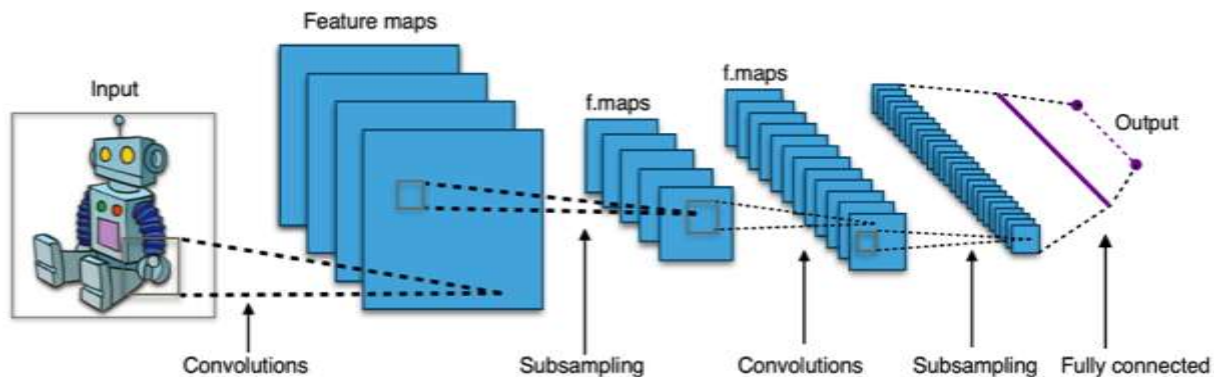 Feature maps
Input
f.maps
f.maps
Output
Convolutions
Subsampling
Convolutions
Subsampling
Fully connected